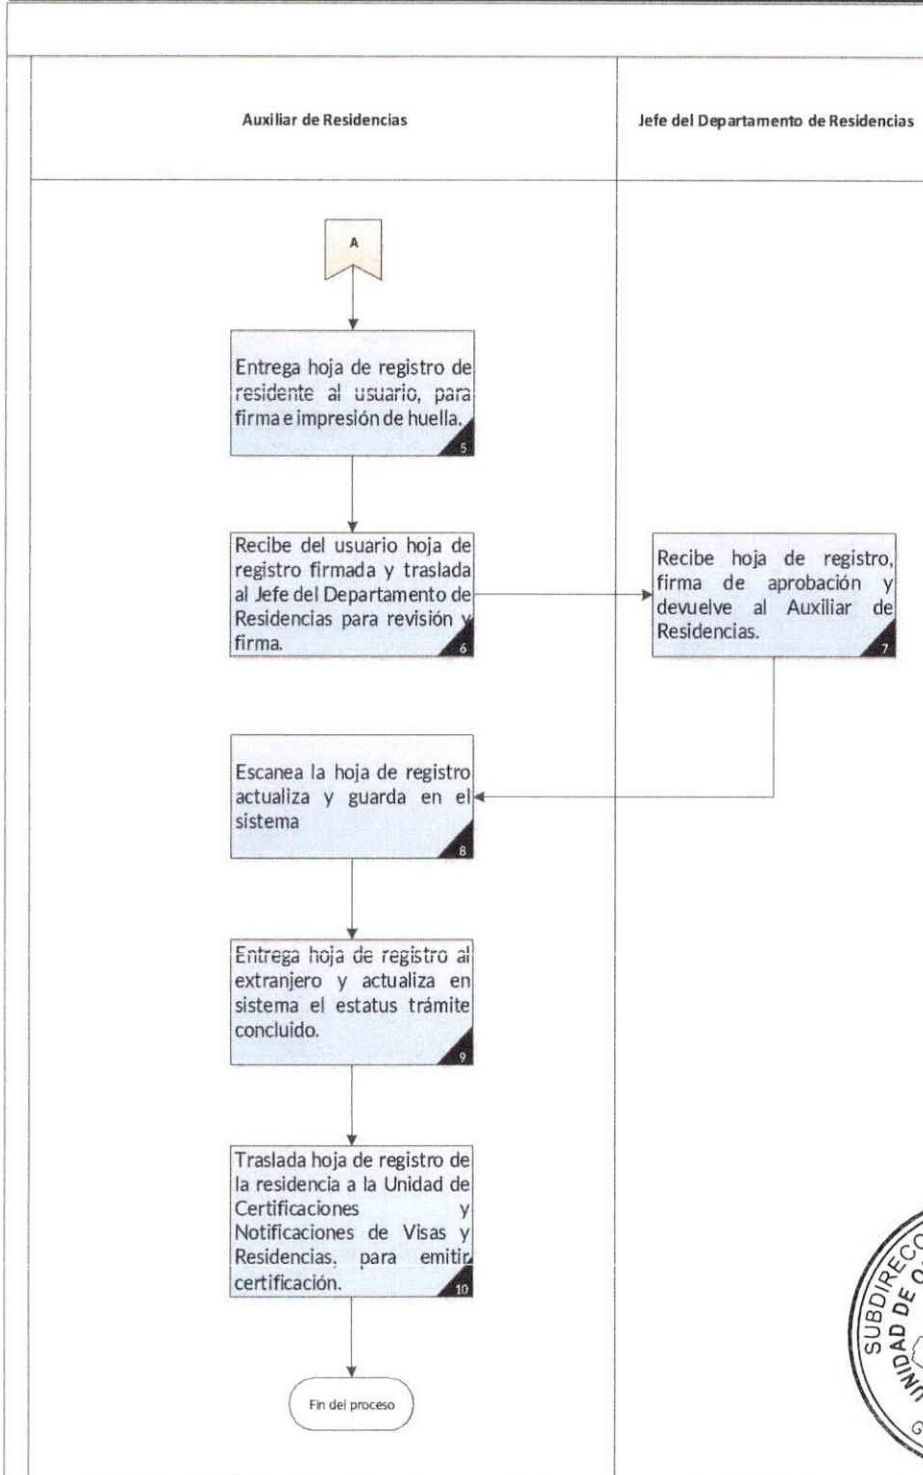 Auxiliar de Residencias
Jefe del Departamento de Residencias
A
Entrega hoja de registro de
residente al usuario, para
firma e impresión de huella.
5
Recibe del usuario hoja de
registro firmada y traslada
al Jefe del Departamento de
Residencias para revisión y
firma.
6
Recibe hoja de registro,
firma de aprobación y
devuelve al Auxiliar de
Residencias.
7
Escanea la hoja de registro
actualiza y guarda en el
sistema
8
Entrega hoja de registro al
extranjero y actualiza en
sistema el estatus trámite
concluido.
9
Traslada hoja de registro de
la residencia a la Unidad de
Certificaciones y
Notificaciones de Visas y
Residencias, para emitir
certificación.
10
Fin del proceso
SUBDIRECCO
UNIDAD DE O
G